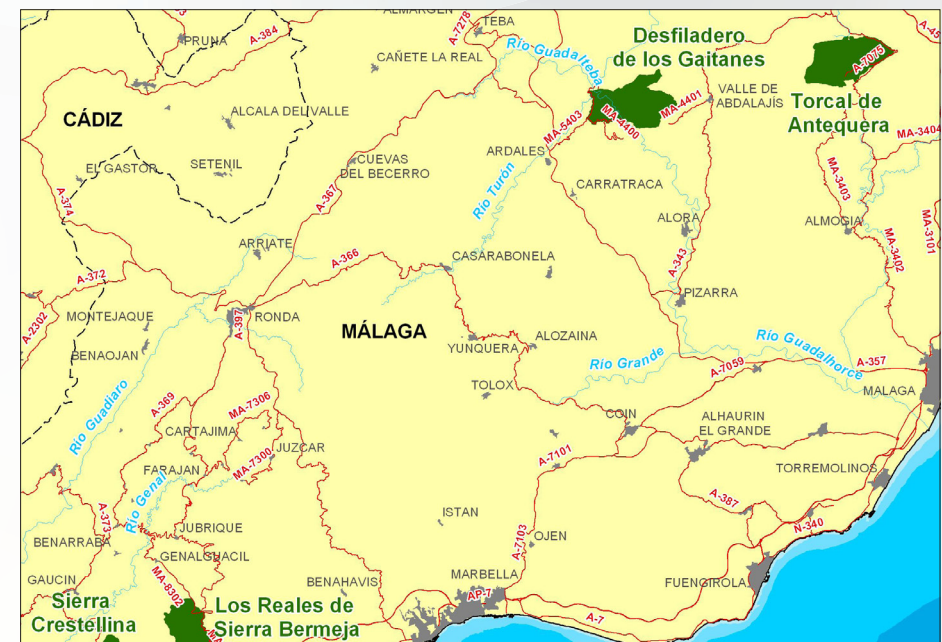 ALMARGEN
TEBA
A-384
PRUNA
A-7278
CAÑETE LA REAL
Río Guadalteba
Desfiladero
de los Gaitanes
A-7075
A-45
VALLE DE
ABDALAJÍS
Torcal de
Antequera
CÁDIZ
ALCALA DEL VALLE
MA-5403
MA-4400
MA-4401
MA-3404
EL GASTOR
SETENIL
CUEVAS
DEL BECERRO
ARDALES
Río Turón
CARRATRACA
A-374
A-367
MA-3403
ALORA
ALMOGIA
MA-3101
ARRIATE
A-366
CASARABONELA
A-343
MA-3402
A-372
PIZARRA
A-2302
MONTEJAQUE
A-397
RONDA
MÁLAGA
BENAOJAN
YUNQUERA
ALOZAINA
Río Grande
Río Guadalhorce
A-7059
A-357
MALAGA
Río Guadiaro
TOLOX
A-369
MA-7306
COIN
ALHAURIN
EL GRANDE
CARTAJIMA
JUZCAR
FARAJAN
MA-7300
A-7101
TORREMOLINOS
Río Genal
A-387
A-373
ISTAN
N-340
JUBRIQUE
BENARRABA
A-7103
OJEN
GENALGUACIL
GAUCIN
MA-8302
BENAHAVIS
MARBELLA
FUENGIROLA
AP-7
A-7
Sierra
Crestellina
Los Reales de
Sierra Bermeja